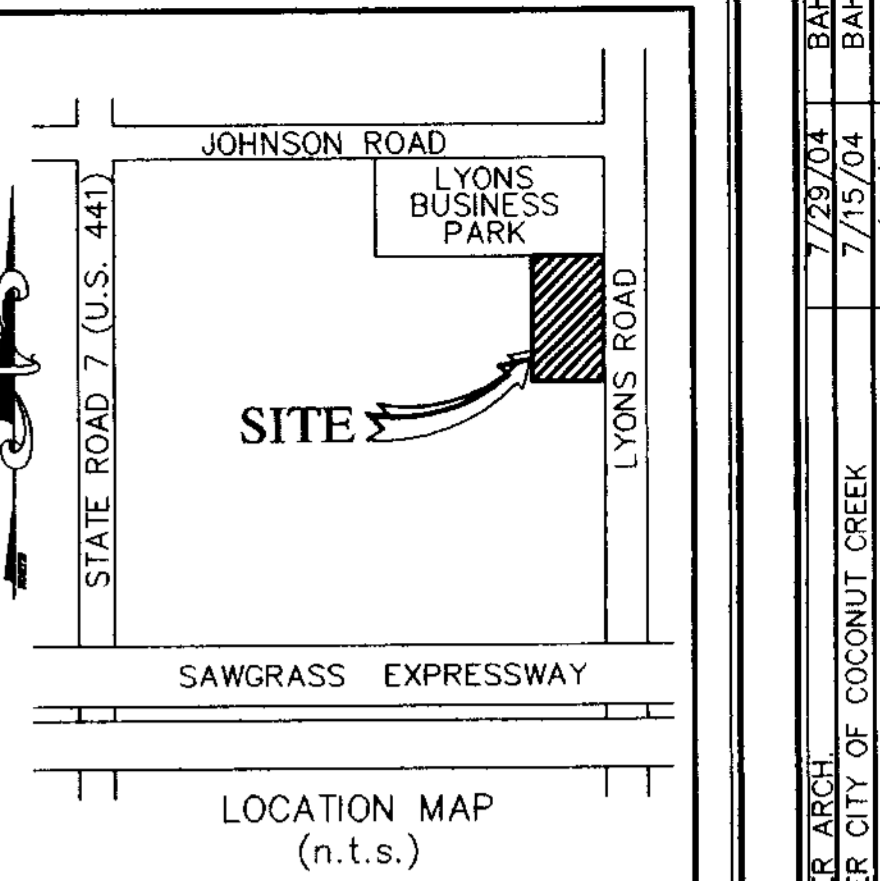 JOHNSON ROAD
LYONS
BUSINESS
PARK
STATE ROAD 7 (U.S. 441)
LYONS ROAD
SITE
SAWGRASS EXPRESSWAY
LOCATION MAP
(n.t.s.)
ARCH. 7/29/04
CITY OF COCONUT CREEK 7/15/04